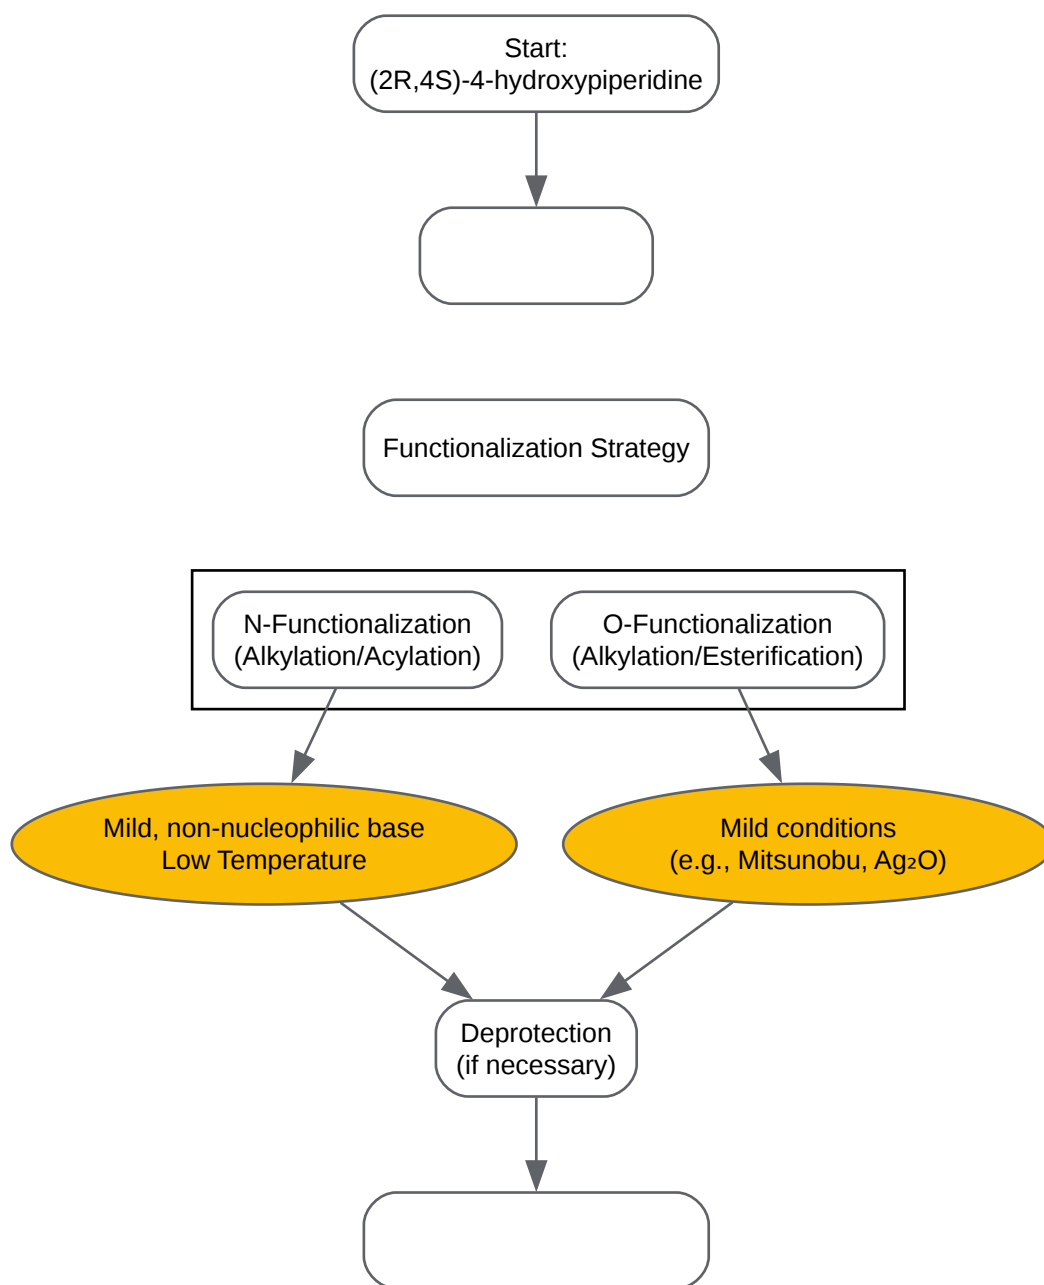 Start:
(2R,4S)-4-hydroxypiperidine
Functionalization Strategy
N-Functionalization
(Alkylation/Acylation)
O-Functionalization
(Alkylation/Esterification)
Mild, non-nucleophilic base
Low Temperature
Mild conditions
(e.g., Mitsunobu, Ag₂O)
Deprotection
(if necessary)